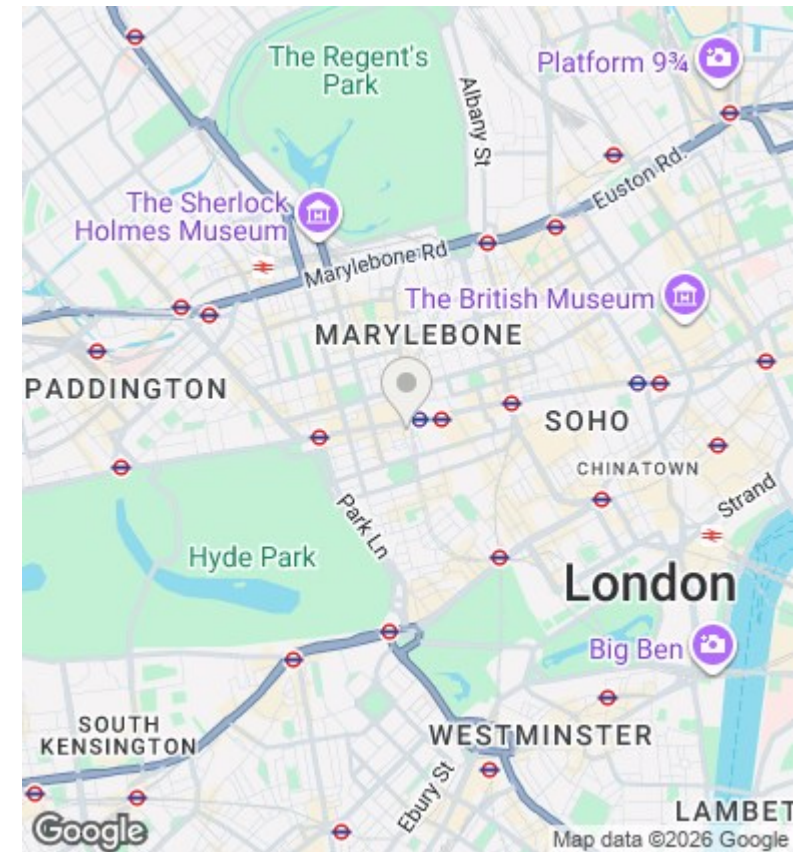 The Regent's
Park
Platform 9¾
Albany St
Euston Rd.
The Sherlock
Holmes Museum
Marylebone Rd
The British Museum
MARYLEBONE
PADDINGTON
SOHO
CHINATOWN
Strand
Park Ln
Hyde Park
London
Big Ben
SOUTH
KENSINGTON
WESTMINSTER
Ebury St
LAMBET
Google
Map data ©2026 Google